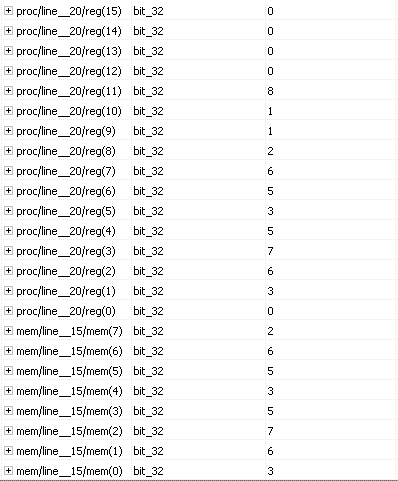 proc/line__20/reg(15) bit_32 0
proc/line__20/reg(14) bit_32 0
proc/line__20/reg(13) bit_32 0
proc/line__20/reg(12) bit_32 0
proc/line__20/reg(11) bit_32 8
proc/line__20/reg(10) bit_32 1
proc/line__20/reg(9) bit_32 1
proc/line__20/reg(8) bit_32 2
proc/line__20/reg(7) bit_32 6
proc/line__20/reg(6) bit_32 5
proc/line__20/reg(5) bit_32 3
proc/line__20/reg(4) bit_32 5
proc/line__20/reg(3) bit_32 7
proc/line__20/reg(2) bit_32 6
proc/line__20/reg(1) bit_32 3
proc/line__20/reg(0) bit_32 0
mem/line__15/mem(7) bit_32 2
mem/line__15/mem(6) bit_32 6
mem/line__15/mem(5) bit_32 5
mem/line__15/mem(4) bit_32 3
mem/line__15/mem(3) bit_32 5
mem/line__15/mem(2) bit_32 7
mem/line__15/mem(1) bit_32 6
mem/line__15/mem(0) bit_32 3